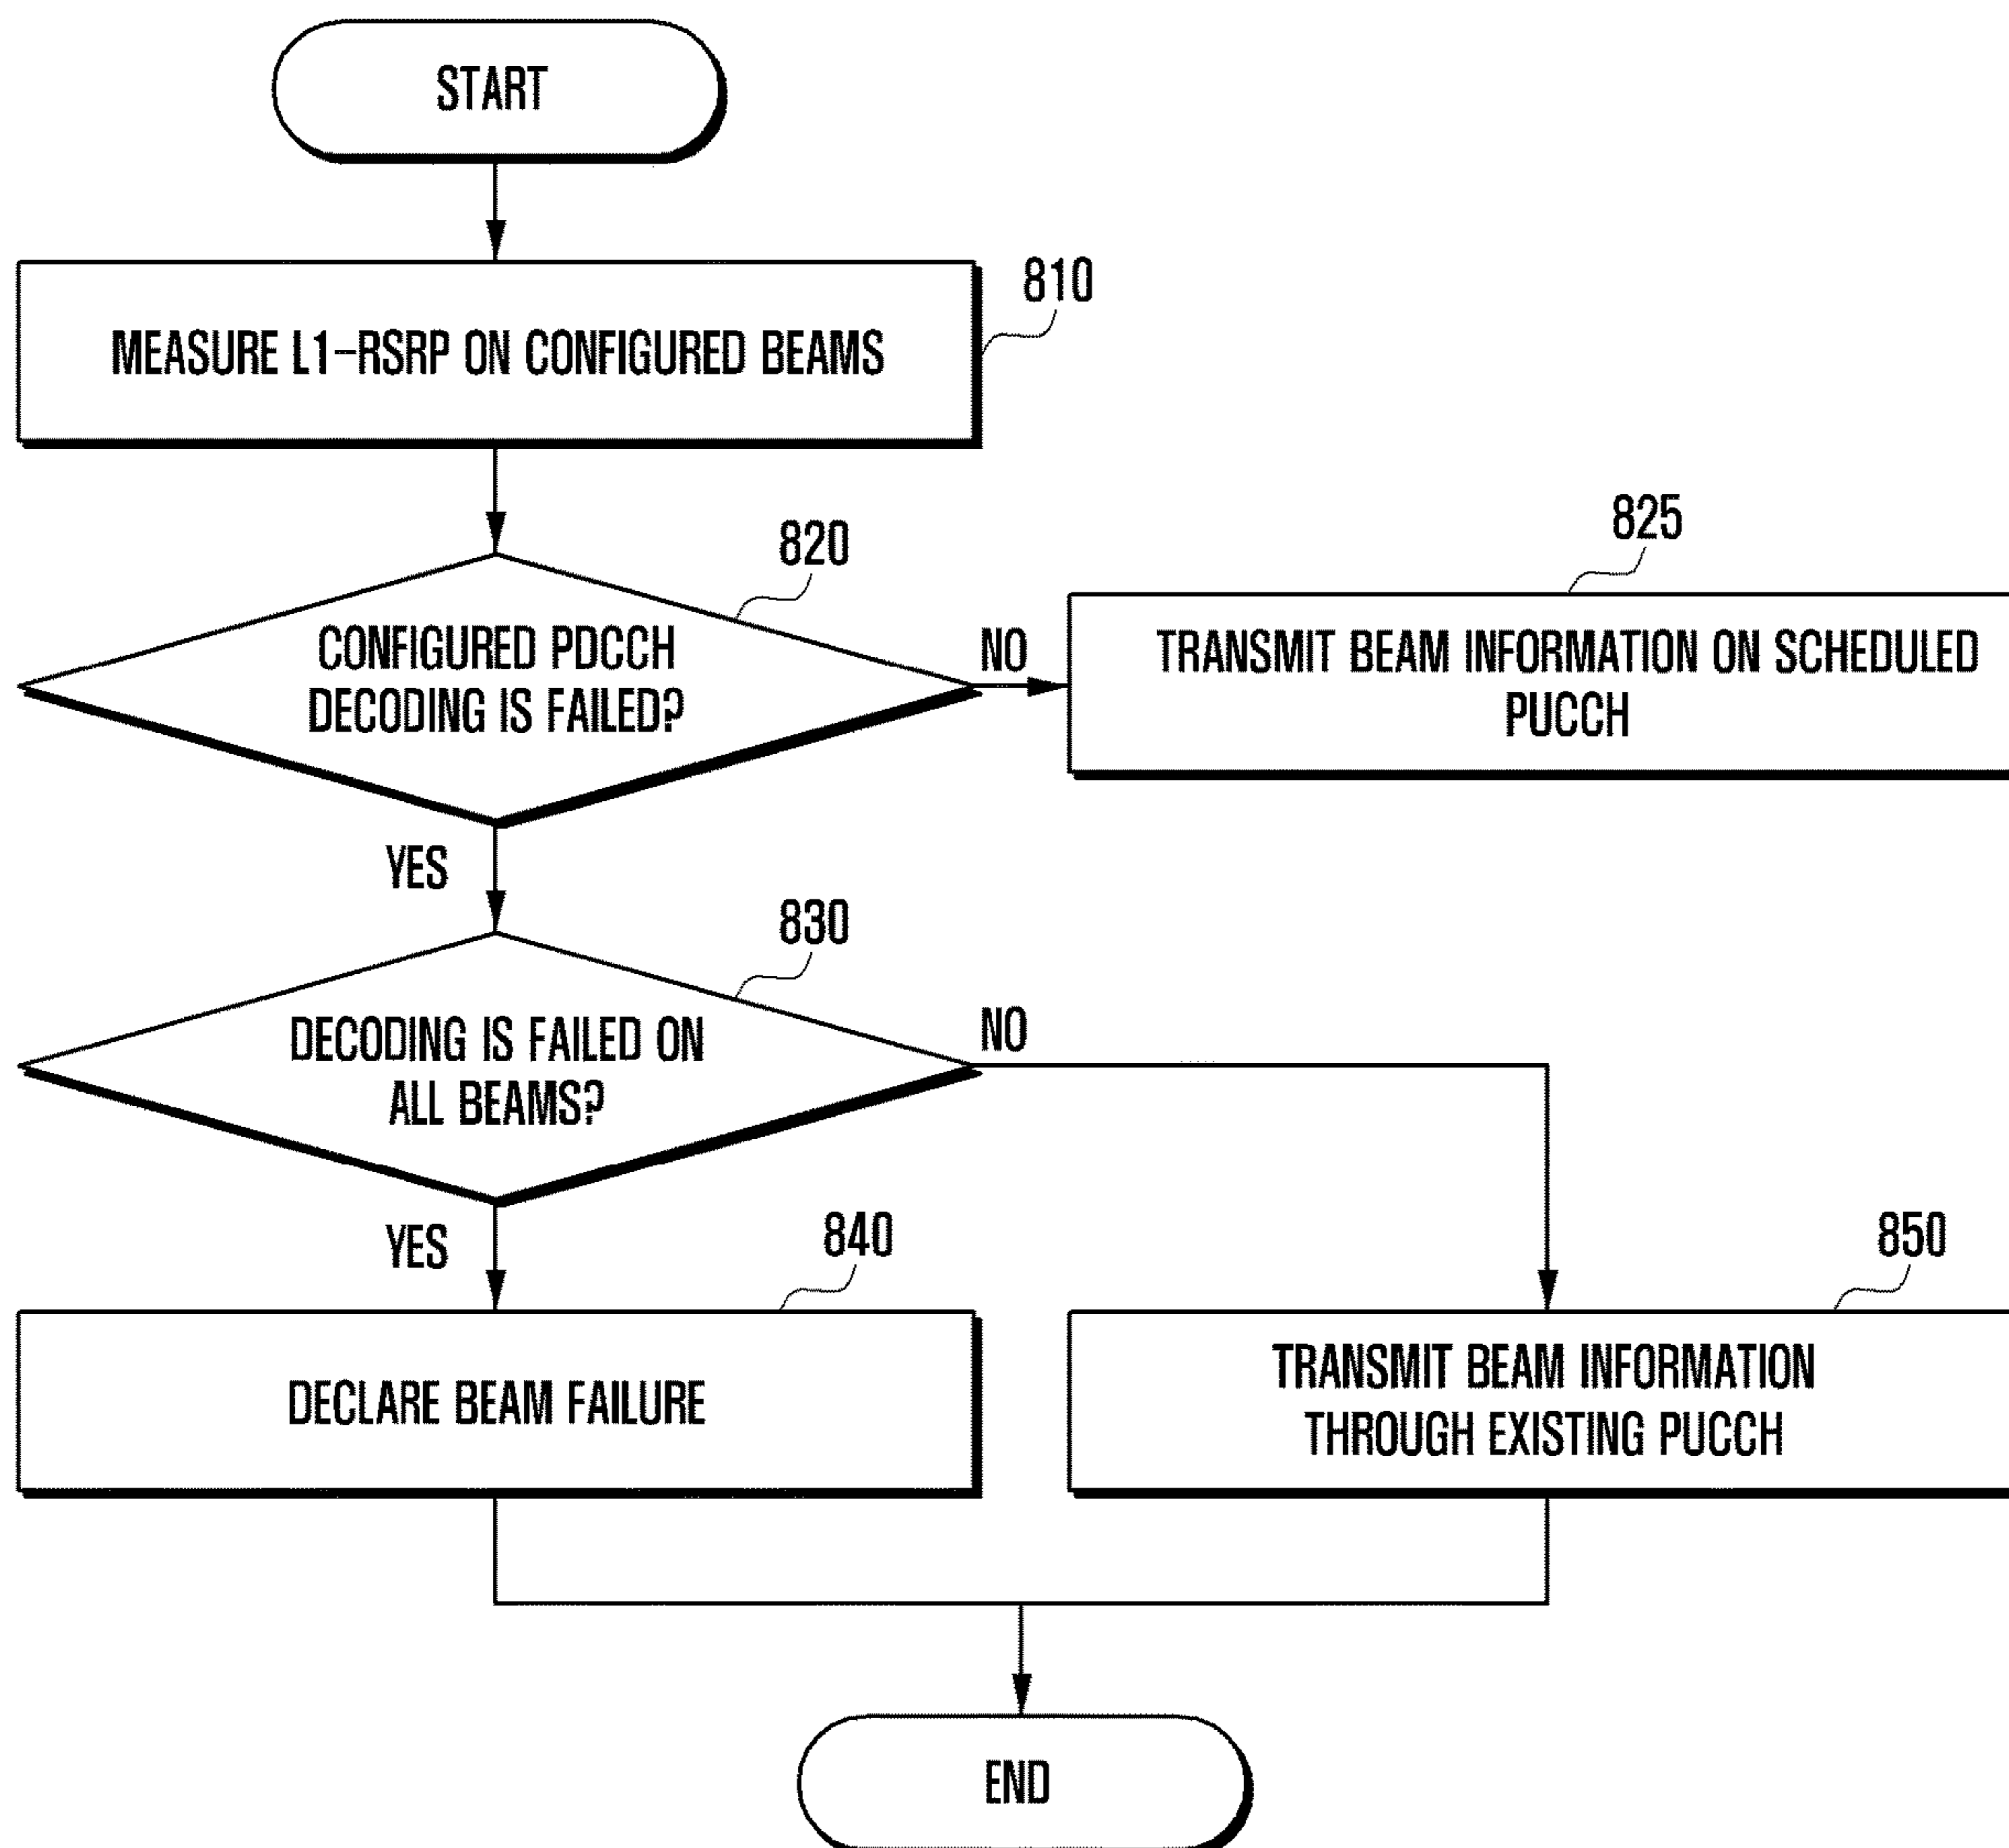 START
810
MEASURE L1-RSRP ON CONFIGURED BEAMS
820
825
CONFIGURED PDCCH
DECODING IS FAILED?
NO
TRANSMIT BEAM INFORMATION ON SCHEDULED
PUCCH
YES
830
DECODING IS FAILED ON
ALL BEAMS?
NO
YES
840
850
DECLARE BEAM FAILURE
TRANSMIT BEAM INFORMATION
THROUGH EXISTING PUCCH
END